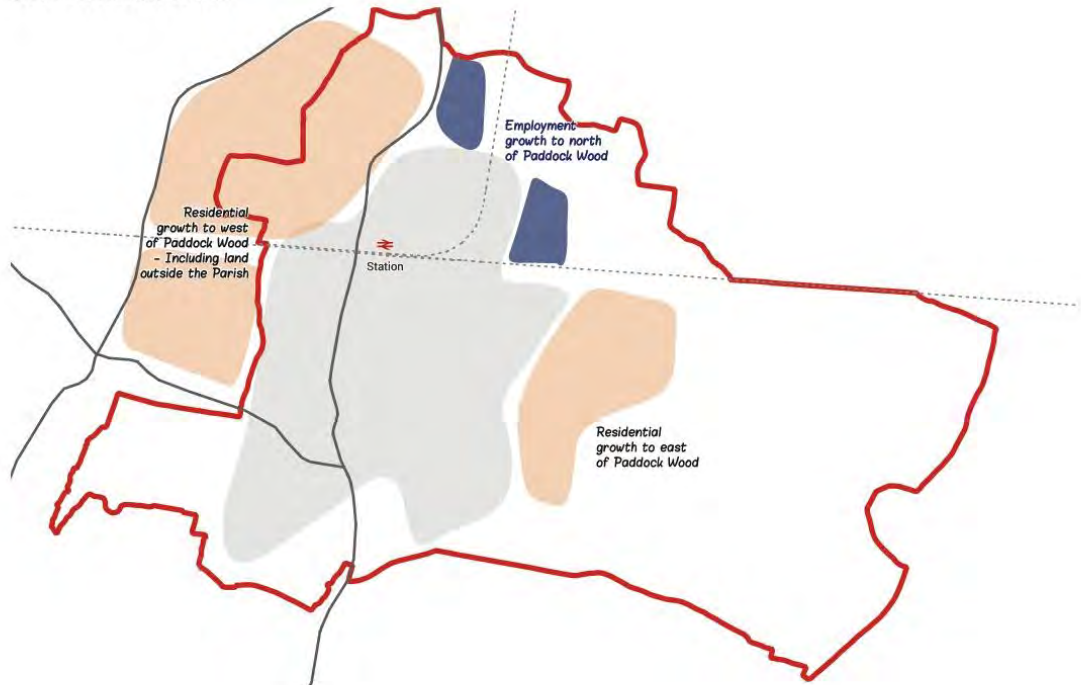 Employment
growth to north
of Paddock Wood
Residential
growth to west
of Paddock Wood
- Including land
outside the Parish
Station
Residential
growth to east
of Paddock Wood